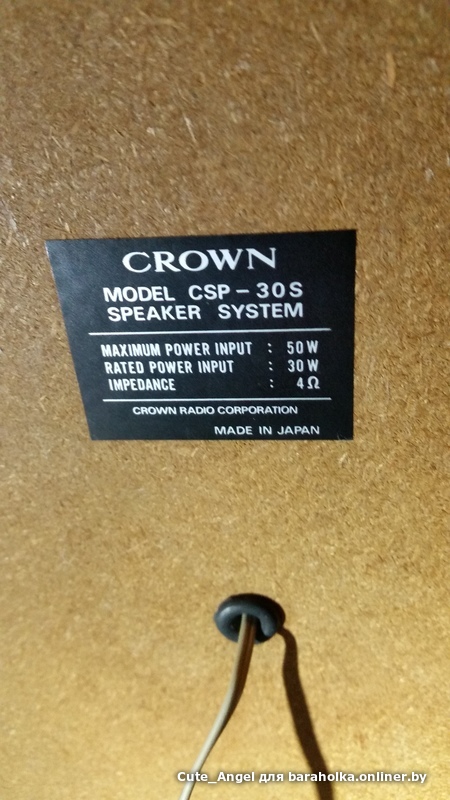 CROWN
MODEL CSP-30S
SPEAKER SYSTEM
MAXIMUM POWER INPUT : 50W
RATED POWER INPUT : 30W
IMPEDANCE : 4Ω
CROWN RADIO CORPORATION
MADE IN JAPAN
Cute_Angel для baraholka.onliner.by